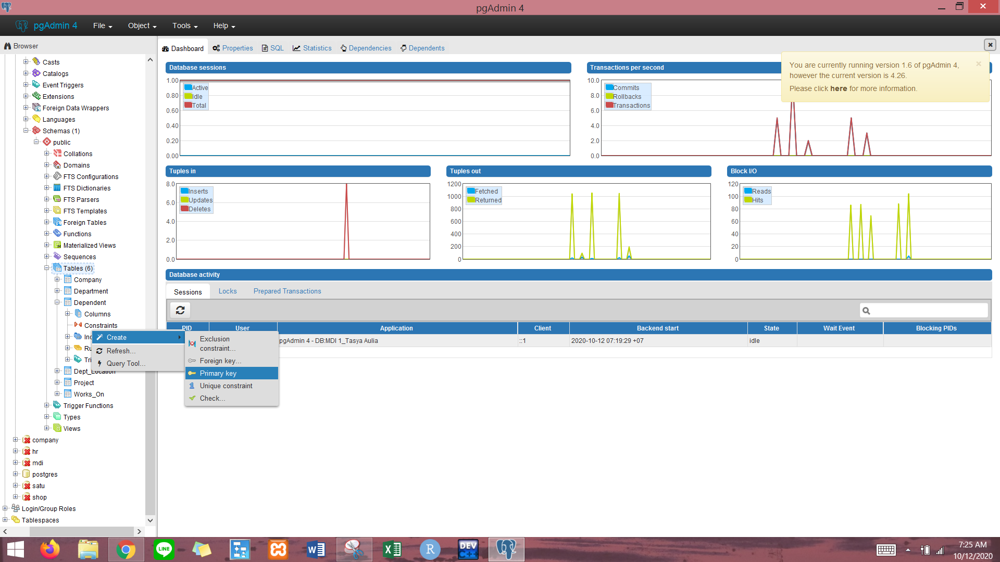 pgAdmin 4
pgAdmin 4 File Object Tools Help
Browser
Casts
Catalogs
Event Triggers
Extensions
Foreign Data Wrappers
Languages
Schemas (1)
public
Collations
Domains
FTS Configurations
FTS Dictionaries
FTS Parsers
FTS Templates
Foreign Tables
Functions
Materialized Views
Sequences
Tables (6)
Company
Department
Dependent
Columns
Constraints
Ind
Ru
Tri
Dept_Location
Project
Works_On
Trigger Functions
Types
Views
company
hr
mdi
postgres
satu
shop
Login/Group Roles
Tablespaces
Create
Refresh...
Query Tool...
Exclusion
constraint...
Foreign key...
Primary key
Unique constraint
Check...
Dashboard Properties SQL Statistics Dependencies Dependents
You are currently running version 1.6 of pgAdmin 4,
however the current version is 4.26.
Please click here for more information.
Database sessions
1.00
0.80
0.60
0.40
0.20
0.00
Active
Idle
Total
Transactions per second
10.0
8.0
6.0
4.0
2.0
0.0
Commits
Rollbacks
Transactions
Tuples in
8.0
6.0
4.0
2.0
0.0
Inserts
Updates
Deletes
Tuples out
1200
1000
800
600
400
200
0
Fetched
Returned
Block I/O
120
100
80
60
40
20
0
Reads
Hits
Database activity
Sessions Locks Prepared Transactions
PID User Application Client Backend start State Wait Event Blocking PIDs
pgAdmin 4 - DB:MDI 1_Tasya Aulia ::1 2020-10-12 07:19:29 +07 idle
LINE
W
X
R
DEV
C++
7:25 AM
10/12/2020